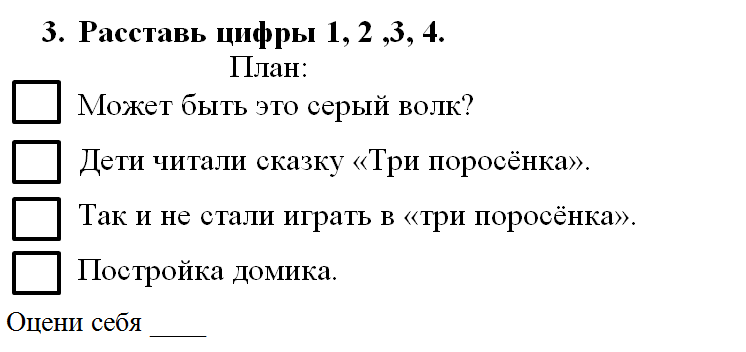 3. Расставь цифры 1, 2 ,3, 4.
План:
Может быть это серый волк?
Дети читали сказку «Три поросёнка».
Так и не стали играть в «три поросёнка».
Постройка домика.
Оцени себя ____